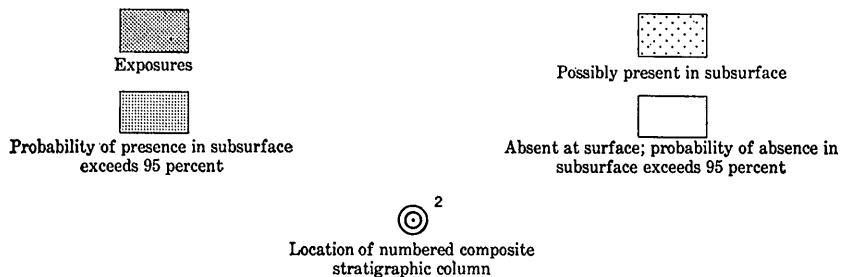 Exposures
Probability of presence in subsurface
exceeds 95 percent
Possibly present in subsurface
Absent at surface; probability of absence in
subsurface exceeds 95 percent
2
Location of numbered composite
stratigraphic column